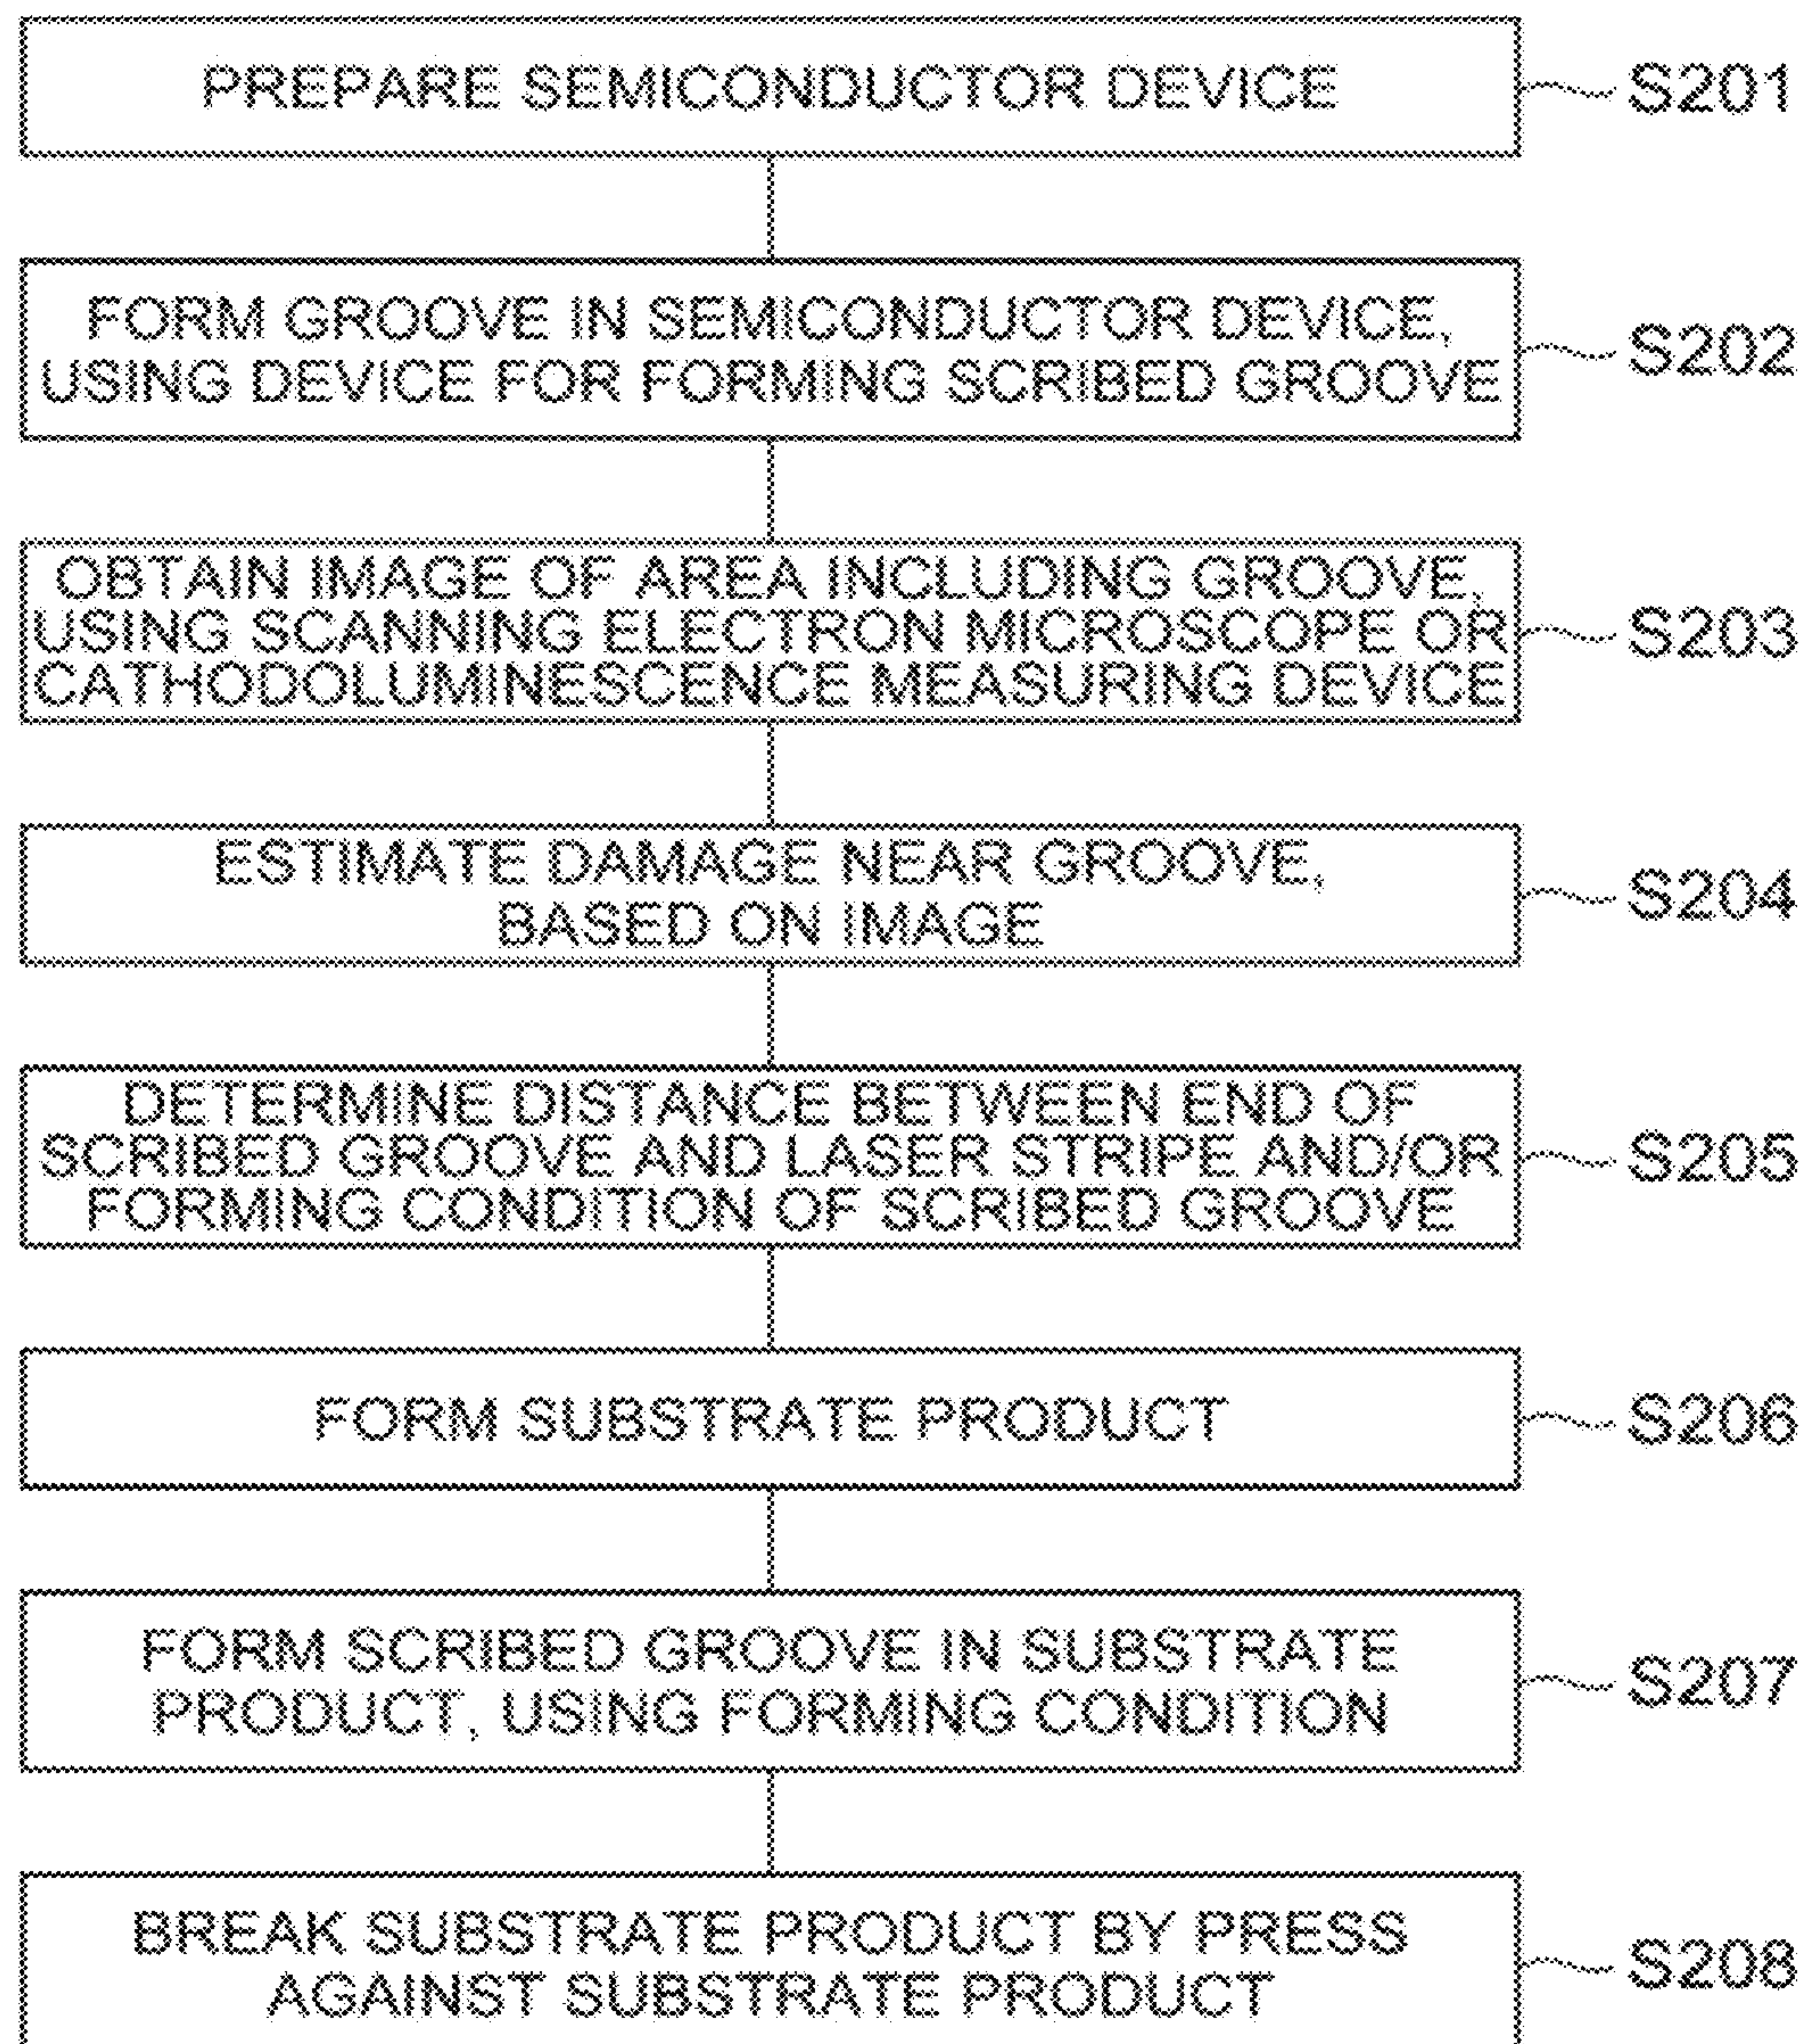 PREPARE SEMICONDUCTOR DEVICE
S201
FORM GROOVE IN SEMICONDUCTOR DEVICE,
USING DEVICE FOR FORMING SCRIBED GROOVE
S202
OBTAIN IMAGE OF AREA INCLUDING GROOVE,
USING SCANNING ELECTRON MICROSCOPE OR
CATHODOLUMINESCENCE MEASURING DEVICE
S203
ESTIMATE DAMAGE NEAR GROOVE,
BASED ON IMAGE
S204
DETERMINE DISTANCE BETWEEN END OF
SCRIBED GROOVE AND LASER STRIPE AND/OR
FORMING CONDITION OF SCRIBED GROOVE
S205
FORM SUBSTRATE PRODUCT
S206
FORM SCRIBED GROOVE IN SUBSTRATE
PRODUCT, USING FORMING CONDITION
S207
BREAK SUBSTRATE PRODUCT BY PRESS
AGAINST SUBSTRATE PRODUCT
S208